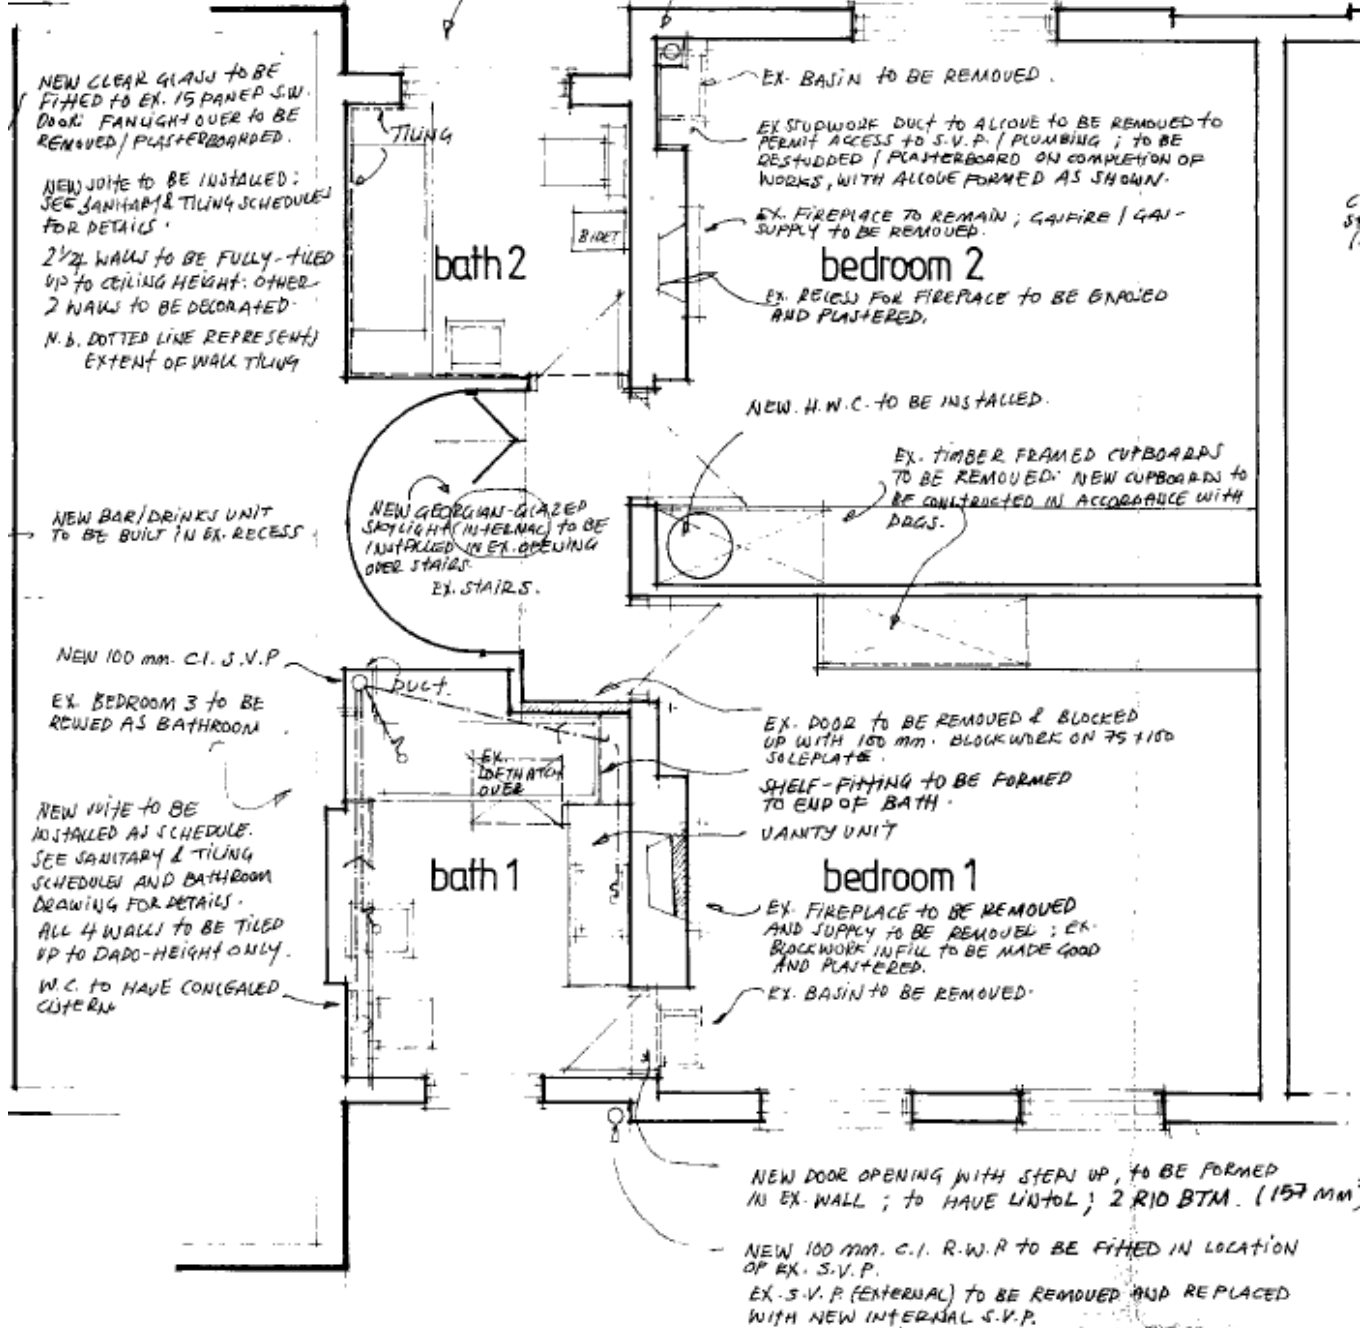 NEW CLEAR GLASS TO BE
FITTED TO EX. 15 PANED S.W.
DOOR: FANLIGHT OVER TO BE
REMOVED / PLASTERBOARDED.
NEW SUITE TO BE INSTALLED:
SEE SANITARY & TILING SCHEDULES
FOR DETAILS.
2 1/2 WALLS TO BE FULLY-TILED
UP TO CEILING HEIGHT: OTHER
2 WALLS TO BE DECORATED.
N.B. DOTTED LINE REPRESENTS
EXTENT OF WALL TILING
TILING
BIDET
bath 2
EX. BASIN TO BE REMOVED.
EX STUDWORK DUCT TO ALCOVE TO BE REMOVED TO
PERMIT ACCESS TO S.V.P. / PLUMBING ; TO BE
RESTUDDED / PLASTERBOARD ON COMPLETION OF
WORKS, WITH ALCOVE FORMED AS SHOWN.
EX. FIREPLACE TO REMAIN ; GASFIRE / GAS-
SUPPLY TO BE REMOVED.
bedroom 2
EX. RECESS FOR FIREPLACE TO BE EXPOSED
AND PLASTERED.
NEW. H.W.C. TO BE INSTALLED.
EX. TIMBER FRAMED CUPBOARDS
TO BE REMOVED: NEW CUPBOARDS TO
BE CONSTRUCTED IN ACCORDANCE WITH
DRGS.
NEW BAR/DRINKS UNIT
TO BE BUILT IN EX. RECESS
NEW GEORGIAN-GLAZED
SKYLIGHT (INTERNAL) TO BE
INSTALLED IN EX. OPENING
OVER STAIRS.
EX. STAIRS.
NEW 100 mm. C.I. S.V.P
EX. BEDROOM 3 TO BE
REUSED AS BATHROOM
DUCT.
EX.
LOFTHATCH
OVER
NEW SUITE TO BE
INSTALLED AS SCHEDULE.
SEE SANITARY & TILING
SCHEDULES AND BATHROOM
DRAWING FOR DETAILS.
ALL 4 WALLS TO BE TILED
UP TO DADO-HEIGHT ONLY.
W.C. TO HAVE CONCEALED
CISTERN
bath 1
EX. DOOR TO BE REMOVED & BLOCKED
UP WITH 100 mm. BLOCKWORK ON 75 x 100
SOLEPLATE.
SHELF-FITTING TO BE FORMED
TO END OF BATH.
VANITY UNIT
bedroom 1
EX. FIREPLACE TO BE REMOVED
AND SUPPLY TO BE REMOVED ; EX.
BLOCKWORK INFILL TO BE MADE GOOD
AND PLASTERED.
EX. BASIN TO BE REMOVED.
NEW DOOR OPENING WITH STEPS UP, TO BE FORMED
IN EX. WALL ; TO HAVE LINTOL ; 2 R10 BTM. (157 mm
NEW 100 mm. C.I. R.W.P TO BE FITTED IN LOCATION
OF EX. S.V.P.
EX. S.V.P. (EXTERNAL) TO BE REMOVED AND REPLACED
WITH NEW INTERNAL S.V.P.